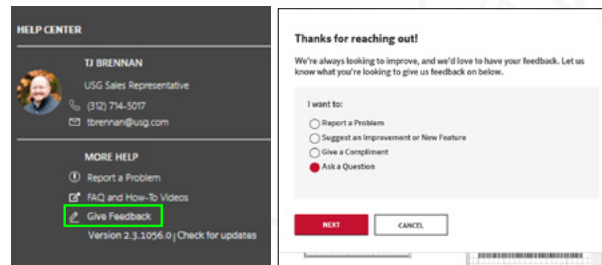 HELP CENTER
TJ BRENNAN
USG Sales Representative
(312) 714-5017
tbrennan@usg.com
MORE HELP
Report a Problem
FAQ and How-To Videos
Give Feedback
Version 2.3.1056.0 | Check for updates
Thanks for reaching out!
We're always looking to improve, and we'd love to have your feedback. Let us
know what you're looking to give us feedback on below.
I want to:
Report a Problem
Suggest an Improvement or New Feature
Give a Compliment
Ask a Question
NEXT
CANCEL